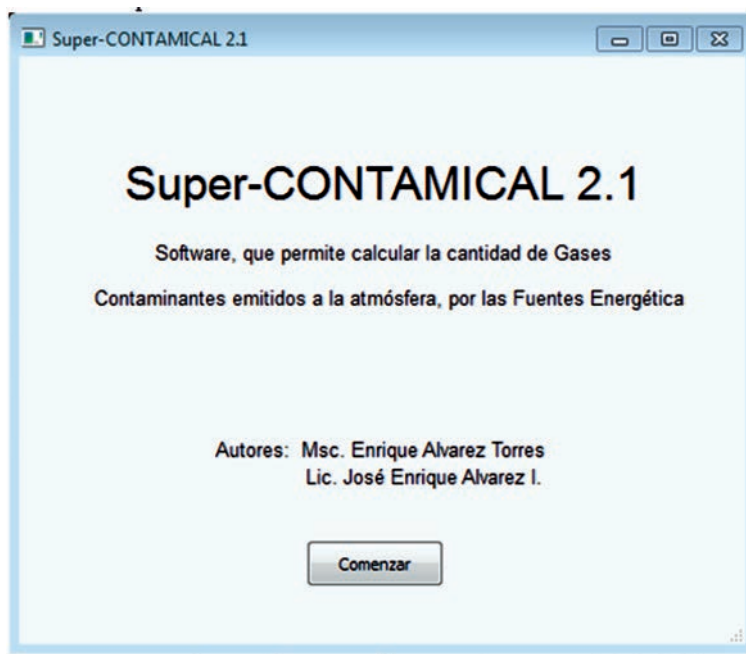 Super-CONTAMICAL 2.1
Super-CONTAMICAL 2.1
Software, que permite calcular la cantidad de Gases
Contaminantes emitidos a la atmósfera, por las Fuentes Energética
Autores: Msc. Enrique Alvarez Torres
Lic. José Enrique Alvarez I.
Comenzar